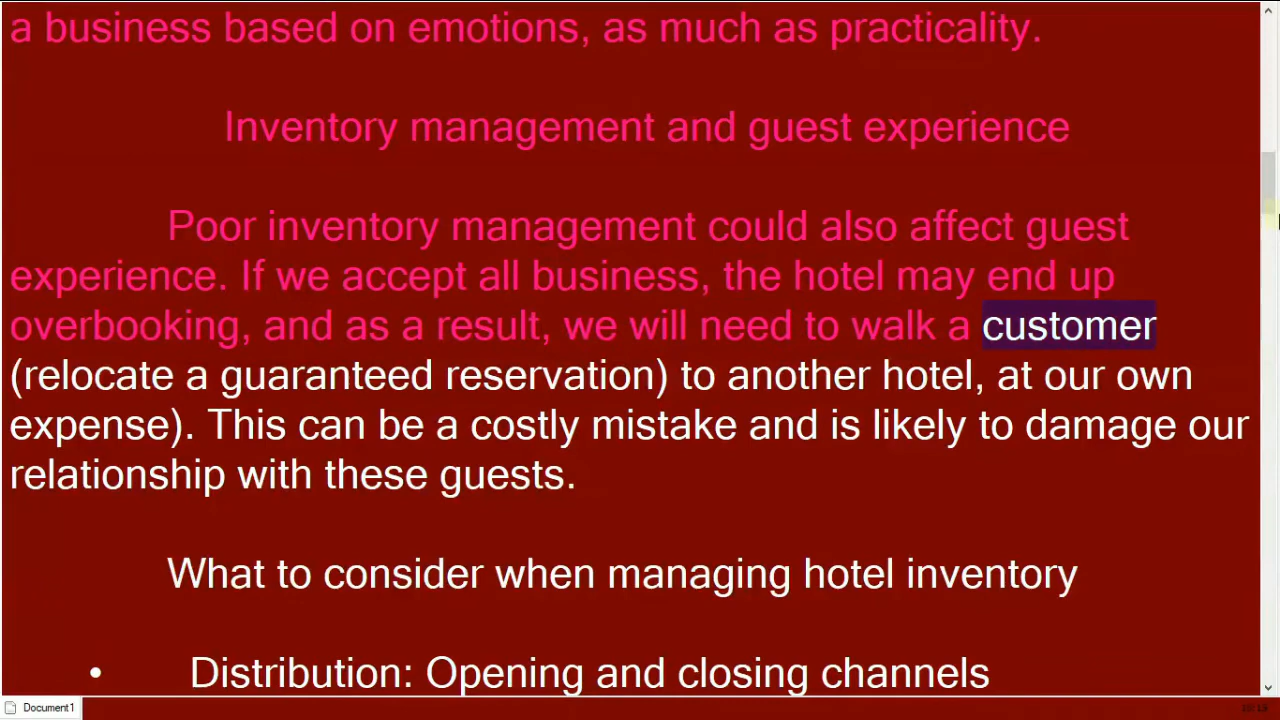 a business based on emotions, as much as practicality.
Inventory management and guest experience
Poor inventory management could also affect guest
experience. If we accept all business, the hotel may end up
overbooking, and as a result, we will need to walk a customer
(relocate a guaranteed reservation) to another hotel, at our own
expense). This can be a costly mistake and is likely to damage our
relationship with these guests.
What to consider when managing hotel inventory
• Distribution: Opening and closing channels
Document1